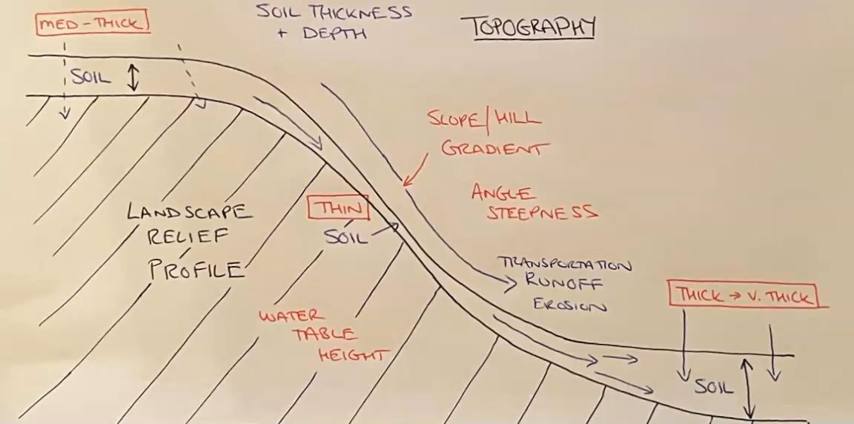 MED-THICK
SOIL THICKNESS
+ DEPTH
TOPOGRAPHY
SOIL
SLOPE/HILL
GRADIENT
ANGLE
STEEPNESS
LANDSCAPE
RELIEF
PROFILE
THIN
SOIL
TRANSPORTATION
RUNOFF
EROSION
THICK → V. THICK
WATER
TABLE
HEIGHT
SOIL